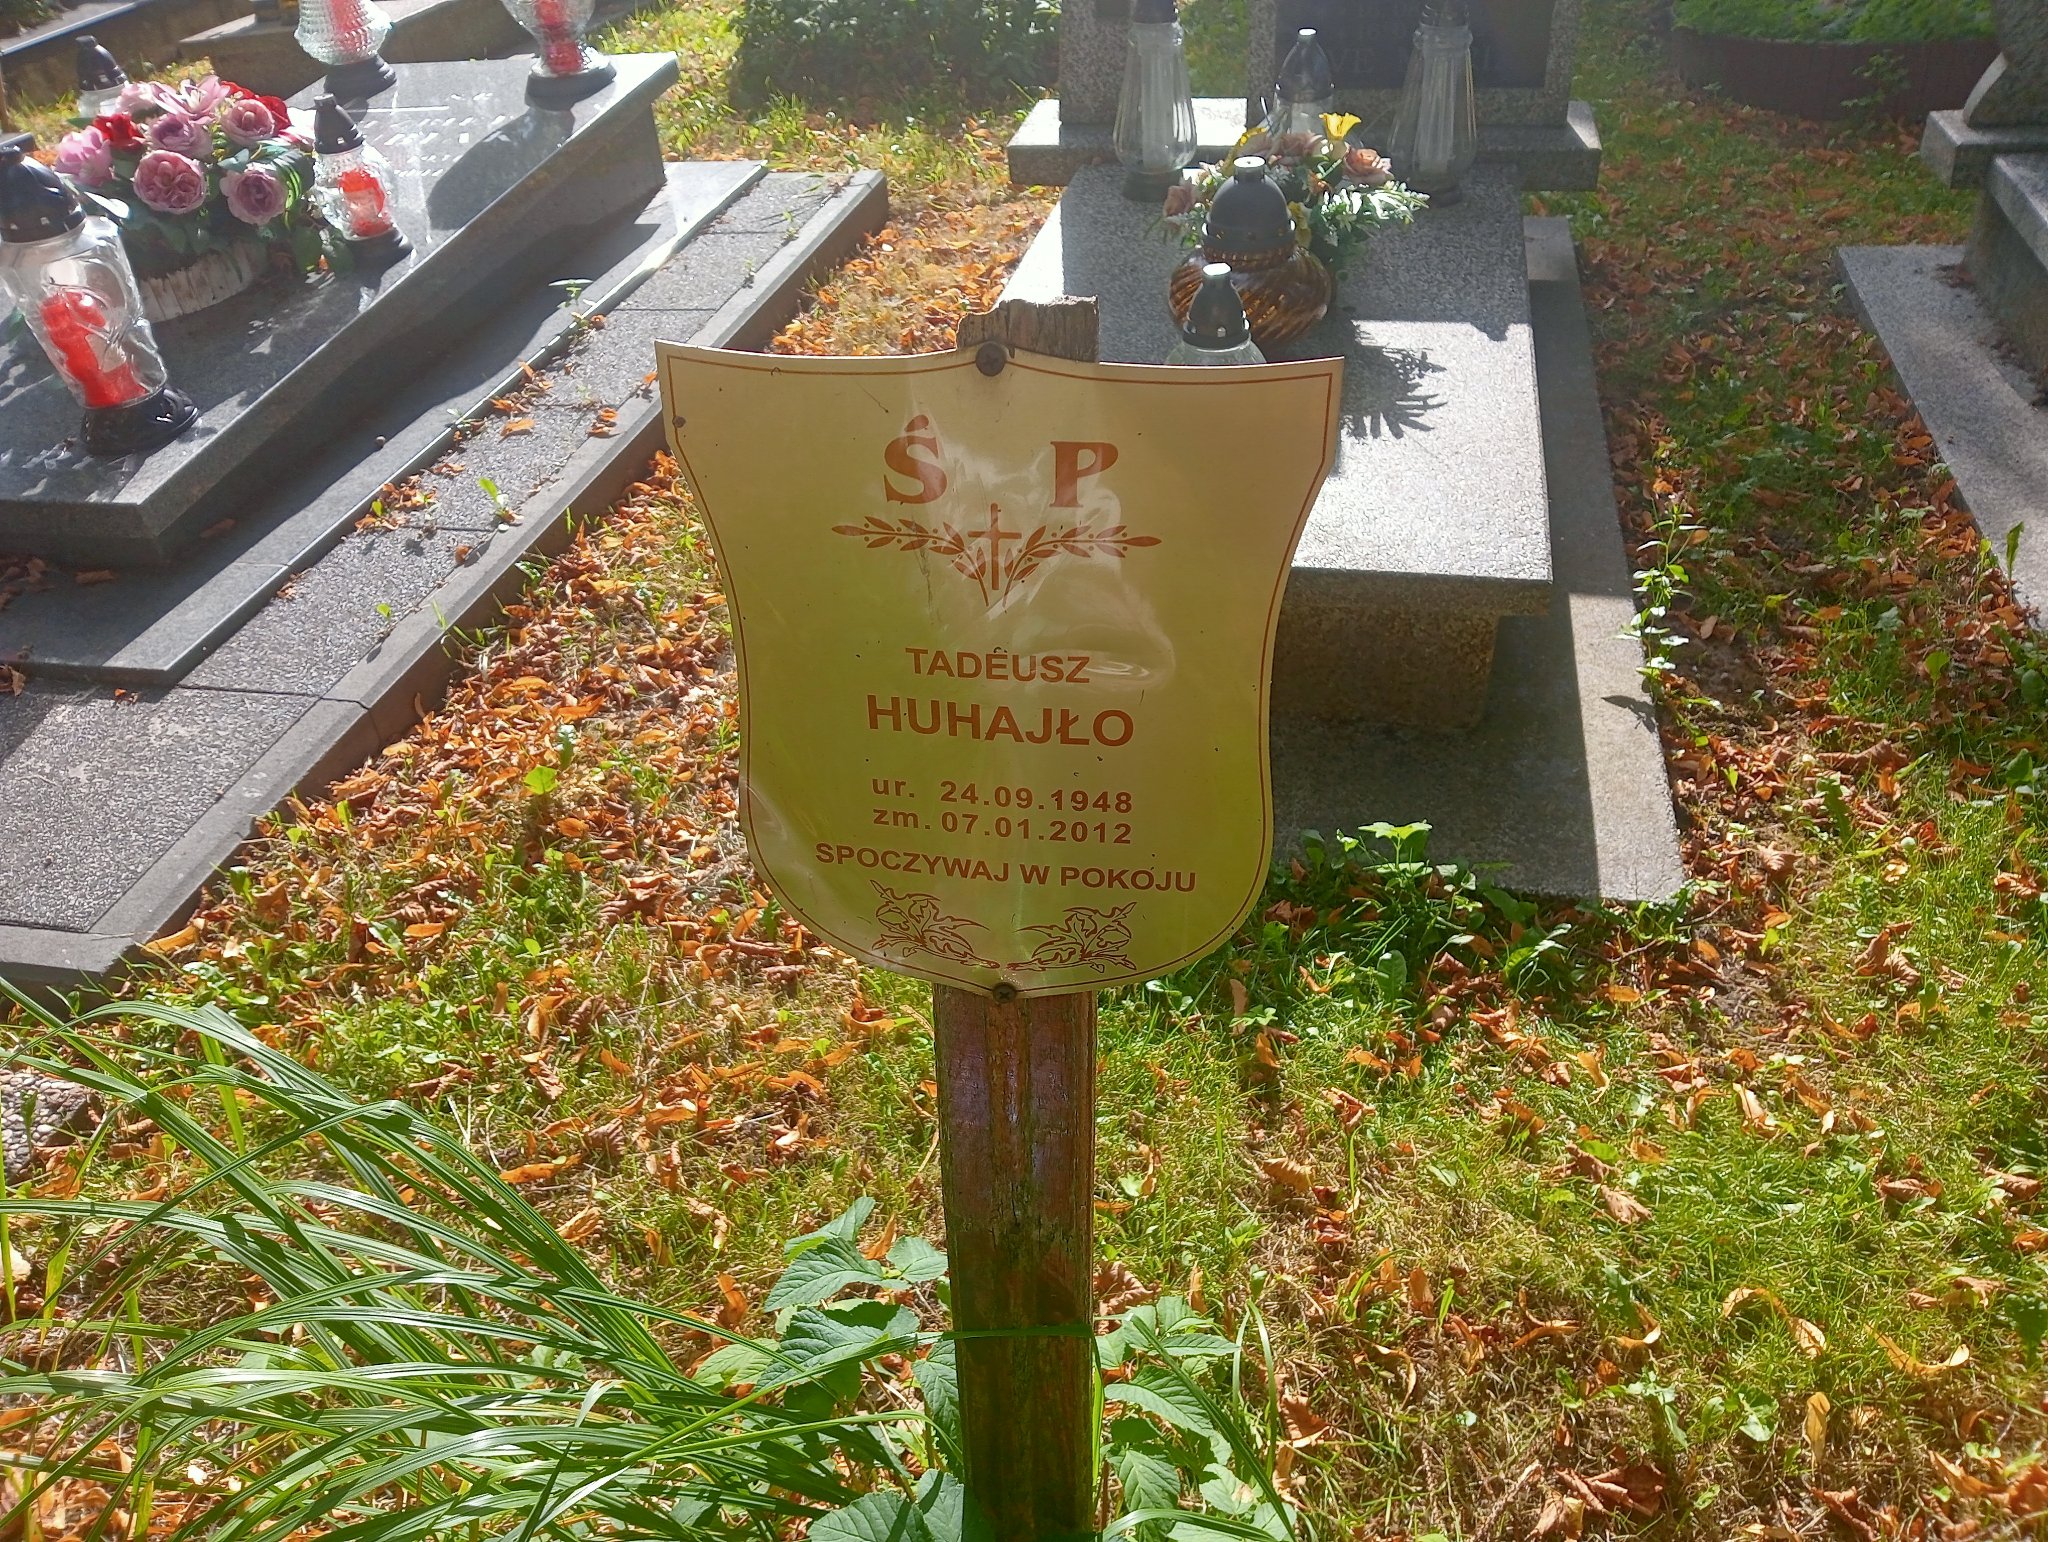 Ś P
TADEUSZ
HUHAJŁO
ur. 24.09.1948
zm. 07.01.2012
SPOCZYWAJ W POKOJU